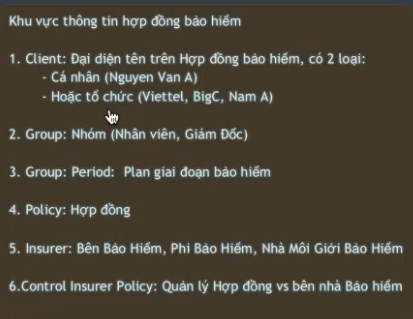 Khu vực thông tin hợp đồng bảo hiểm
1. Client: Đại diện tên trên Hợp đồng bảo hiểm, có 2 loại:
- Cá nhân (Nguyen Van A)
- Hoặc tổ chức (Viettel, BigC, Nam A)
2. Group: Nhóm (Nhân viên, Giám Đốc)
3. Group: Period: Plan giai đoạn bảo hiểm
4. Policy: Hợp đồng
5. Insurer: Bên Bảo Hiểm, Phí Bảo Hiểm, Nhà Môi Giới Bảo Hiểm
6.Control Insurer Policy: Quản lý Hợp đồng vs bên nhà Bảo hiểm